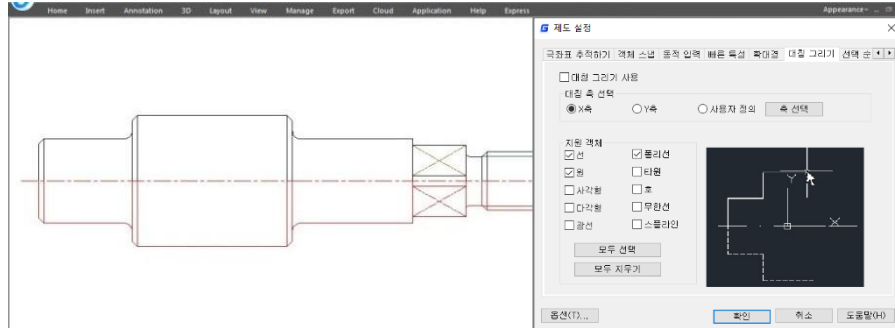 Home Insert Annotation 3D Layout View Manage Export Cloud Application Help Express Appearance
제도 설정
극좌표 추적하기 객체 스냅 동적 입력 빠른 특성 확대경 대칭 그리기 선택 순
대칭 그리기 사용
대칭 축 선택
X축 Y축 사용자 정의 축 선택
지원 객체
선 폴리선
원 타원
사각형 호
다각형 무한선
광선 스플라인
모두 선택
모두 지우기
Y
X
옵션(T)... 확인 취소 도움말(H)